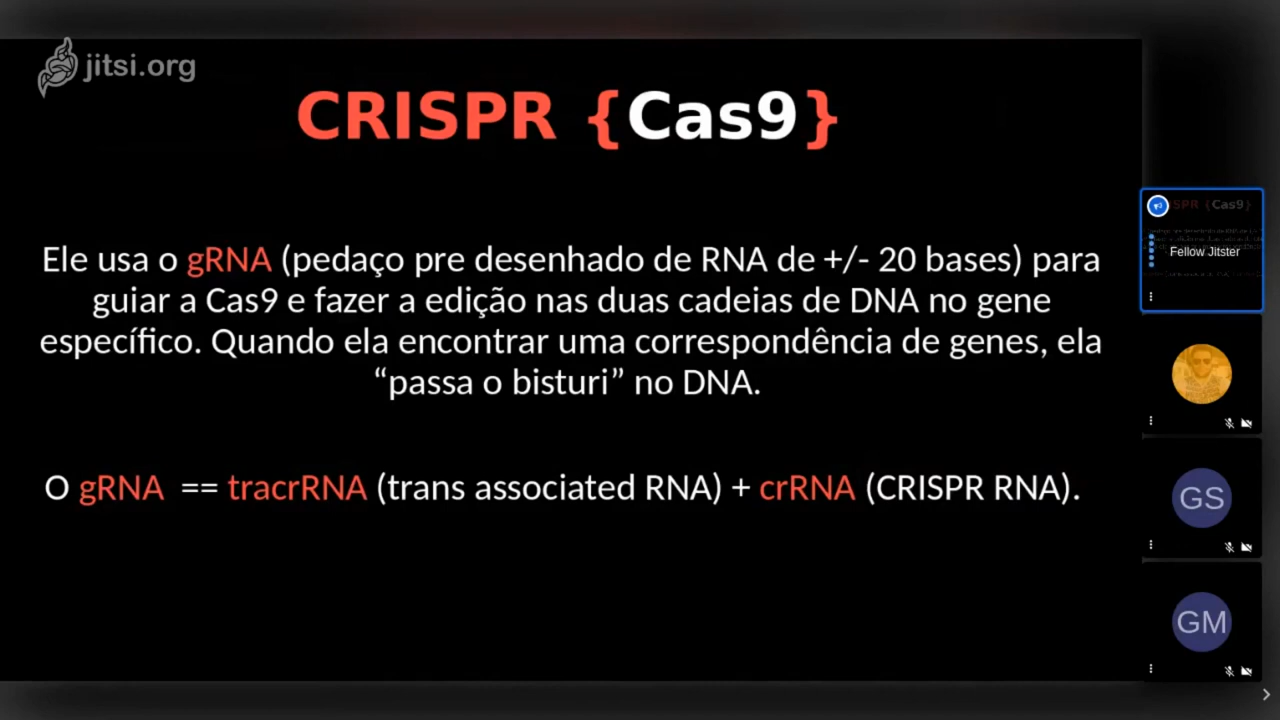 jitsi.org
CRISPR {Cas9}
Ele usa o gRNA (pedaço pre desenhado de RNA de +/- 20 bases) para
guiar a Cas9 e fazer a edição nas duas cadeias de DNA no gene
específico. Quando ela encontrar uma correspondência de genes, ela
“passa o bisturi” no DNA.
O gRNA == tracrRNA (trans associated RNA) + crRNA (CRISPR RNA).
SPR {Cas9}
Fellow Jitster
GS
GM